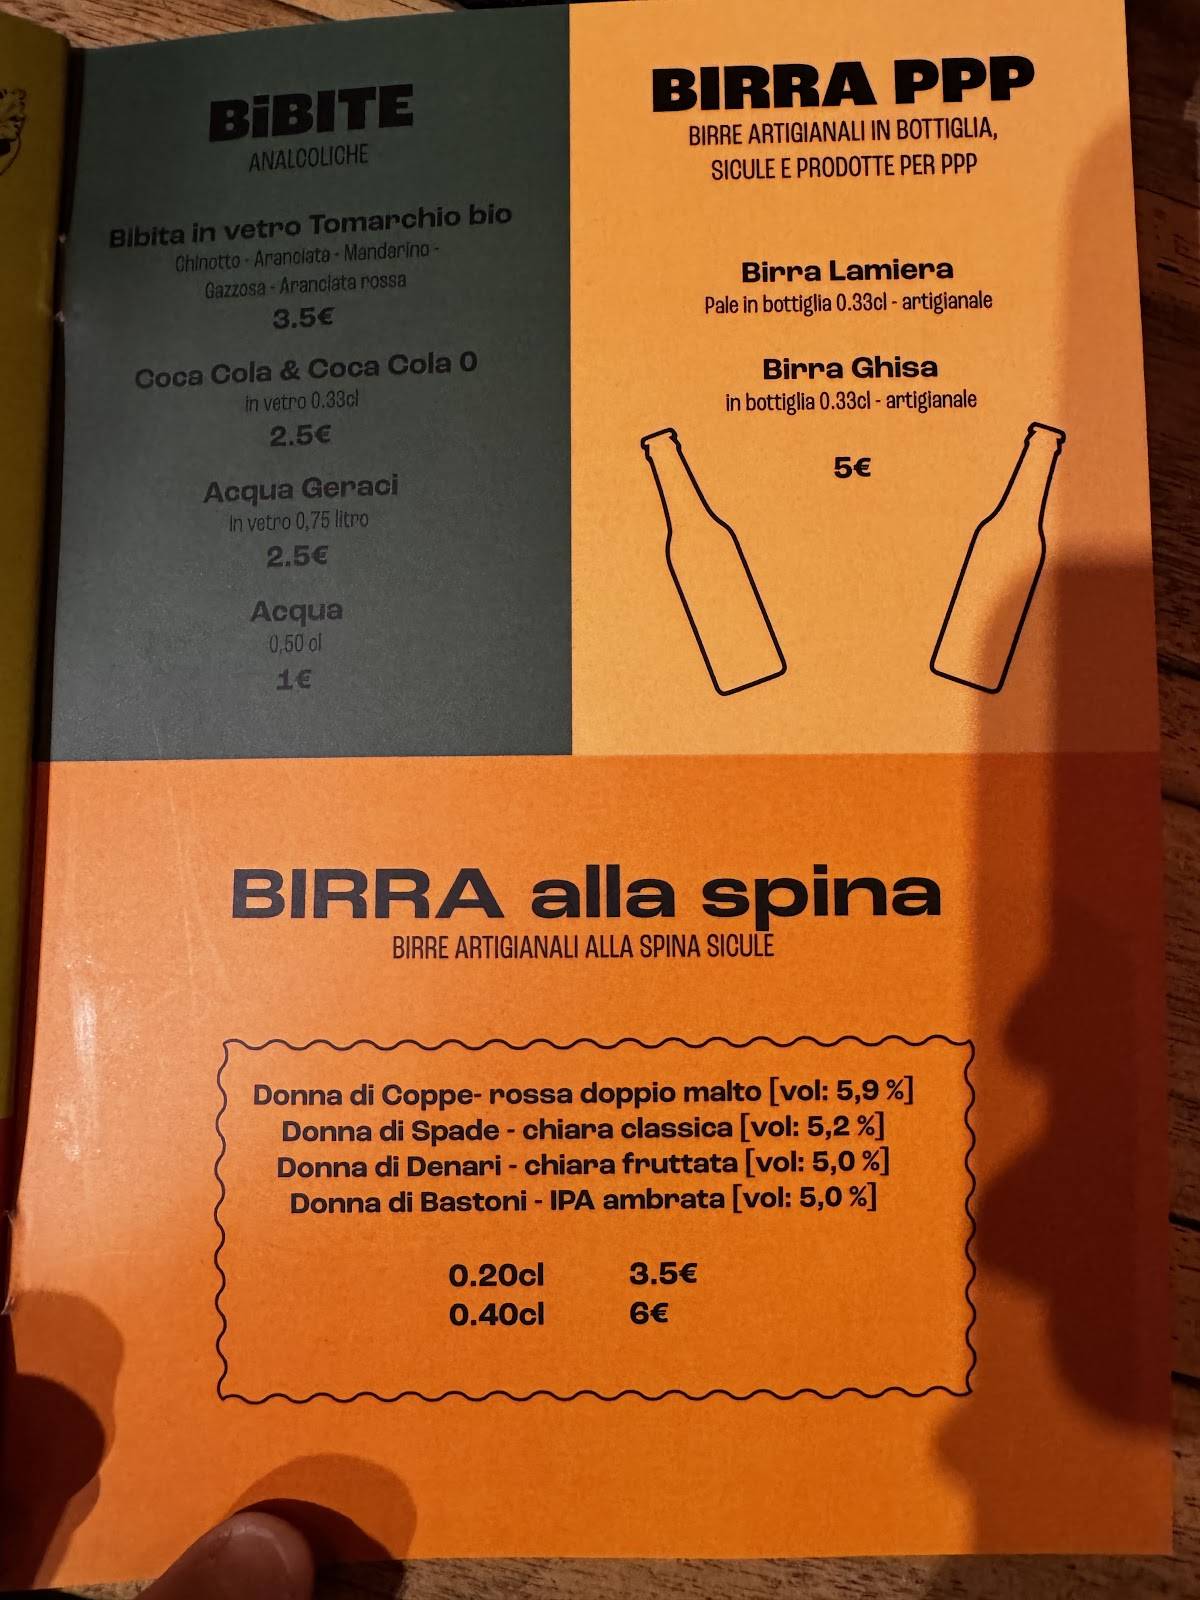 BiBITE
ANALCOLICHE
Bibita in vetro Tomarchio bio
Chinotto - Aranciata - Mandarino -
Gazzosa - Aranciata rossa
3.5€
Coca Cola & Coca Cola 0
in vetro 0.33cl
2.5€
Acqua Geraci
in vetro 0,75 litro
2.5€
Acqua
0,50 cl
1€
BIRRA PPP
BIRRE ARTIGIANALI IN BOTTIGLIA,
SICULE E PRODOTTE PER PPP
Birra Lamiera
Pale in bottiglia 0.33cl - artigianale
Birra Ghisa
in bottiglia 0.33cl - artigianale
5€
BIRRA alla spina
BIRRE ARTIGIANALI ALLA SPINA SICULE
Donna di Coppe- rossa doppio malto [vol: 5,9 %]
Donna di Spade - chiara classica [vol: 5,2 %]
Donna di Denari - chiara fruttata [vol: 5,0 %]
Donna di Bastoni - IPA ambrata [vol: 5,0 %]
0.20cl 3.5€
0.40cl 6€